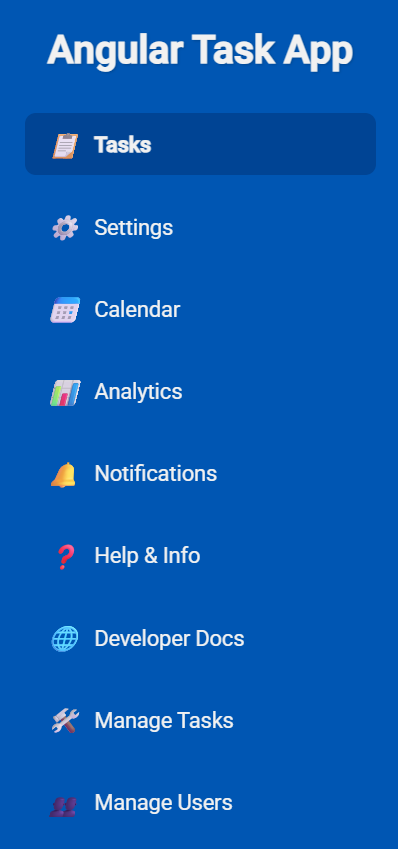 Angular Task App
Tasks
Settings
Calendar
Analytics
Notifications
Help & Info
Developer Docs
Manage Tasks
Manage Users